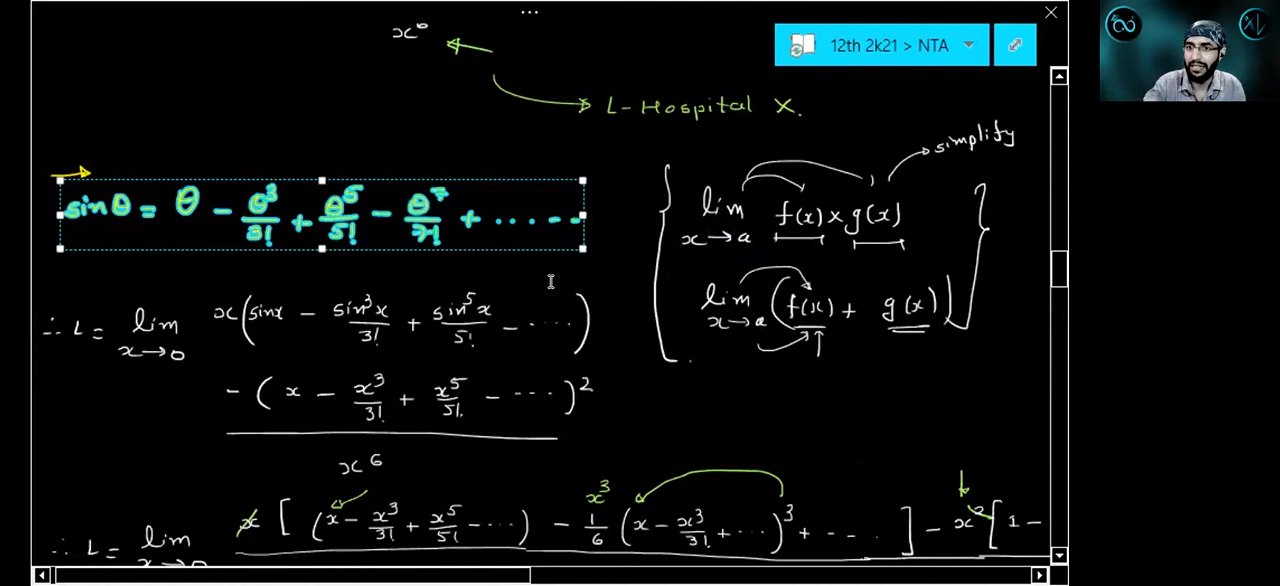 x⁶
12th 2k21 > NTA
L-Hospital X.
simplify
sinθ = θ - θ³/3! + θ⁵/5! - θ⁷/7! + ..... - -
lim x→a f(x) × g(x)
lim x→a (f(x) + g(x))
∴ L = lim x→0 x(sinx - sin³x/3! + sin⁵x/5! - ....)
- (x - x³/3! + x⁵/5! - ....)²
x⁶
x³
∴ L = lim x→0 x [ (x - x³/3! + x⁵/5! - ....) - 1/6 (x - x³/3! + ....)³ + -- .. ] - x² [ 1 -